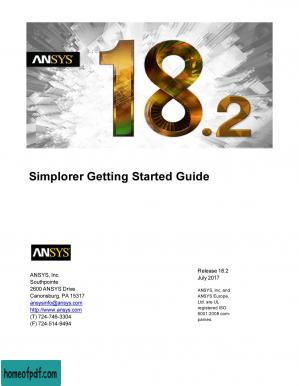 ANSYS
18.2
Simplorer Getting Started Guide
ANSYS
ANSYS, Inc.
Southpointe
2600 ANSYS Drive
Canonsburg, PA 15317
ansysinfo@ansys.com
http://www.ansys.com
(T) 724-746-3304
(F) 724-514-9494
Release 18.2
July 2017
ANSYS, Inc. and
ANSYS Europe,
Ltd. are UL
registered ISO
9001:2008 com-
panies.
homeofpdf.com